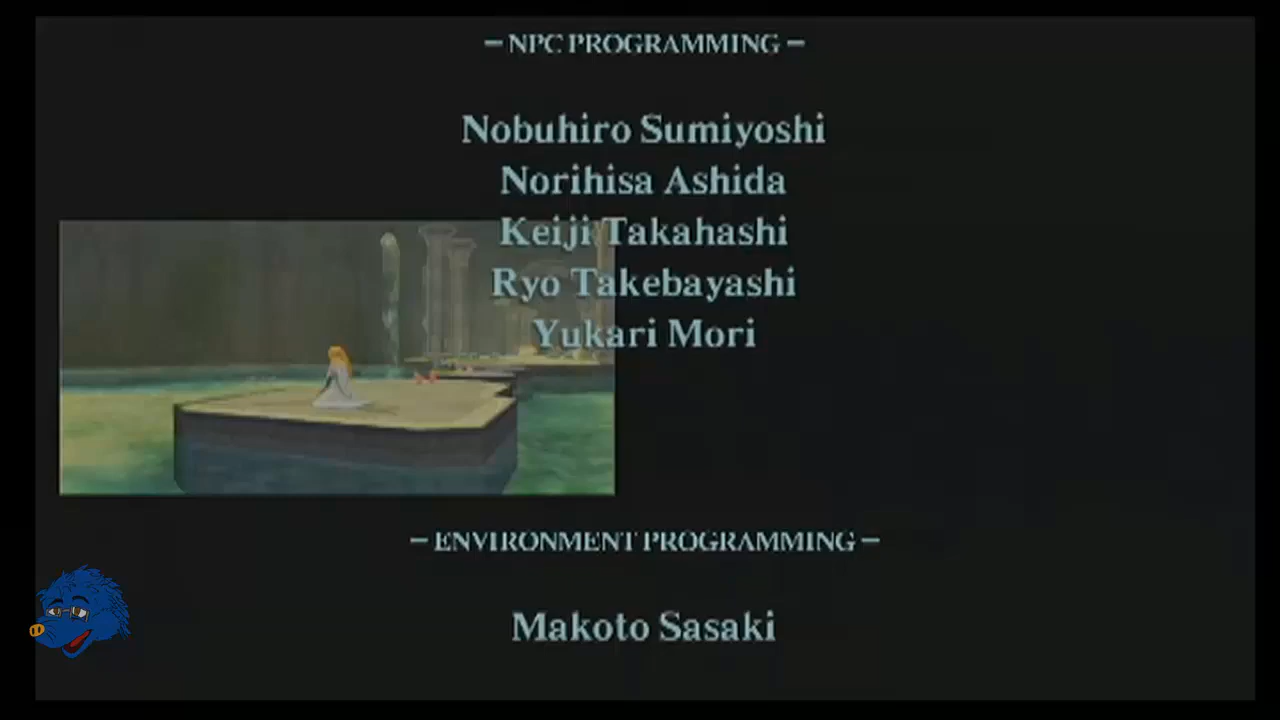 — NPC PROGRAMMING —
Nobuhiro Sumiyoshi
Norihisa Ashida
Keiji Takahashi
Ryo Takebayashi
Yukari Mori
— ENVIRONMENT PROGRAMMING —
Makoto Sasaki